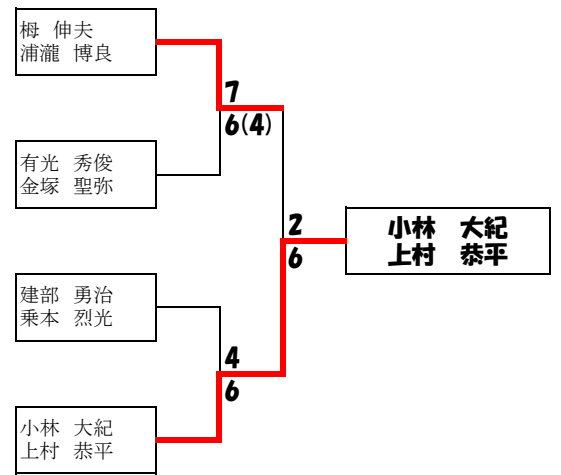 栂 伸夫
浦瀧 博良
7
6(4)
有光 秀俊
金塚 聖弥
2
6
小林 大紀
上村 恭平
建部 勇治
乗本 烈光
4
6
小林 大紀
上村 恭平